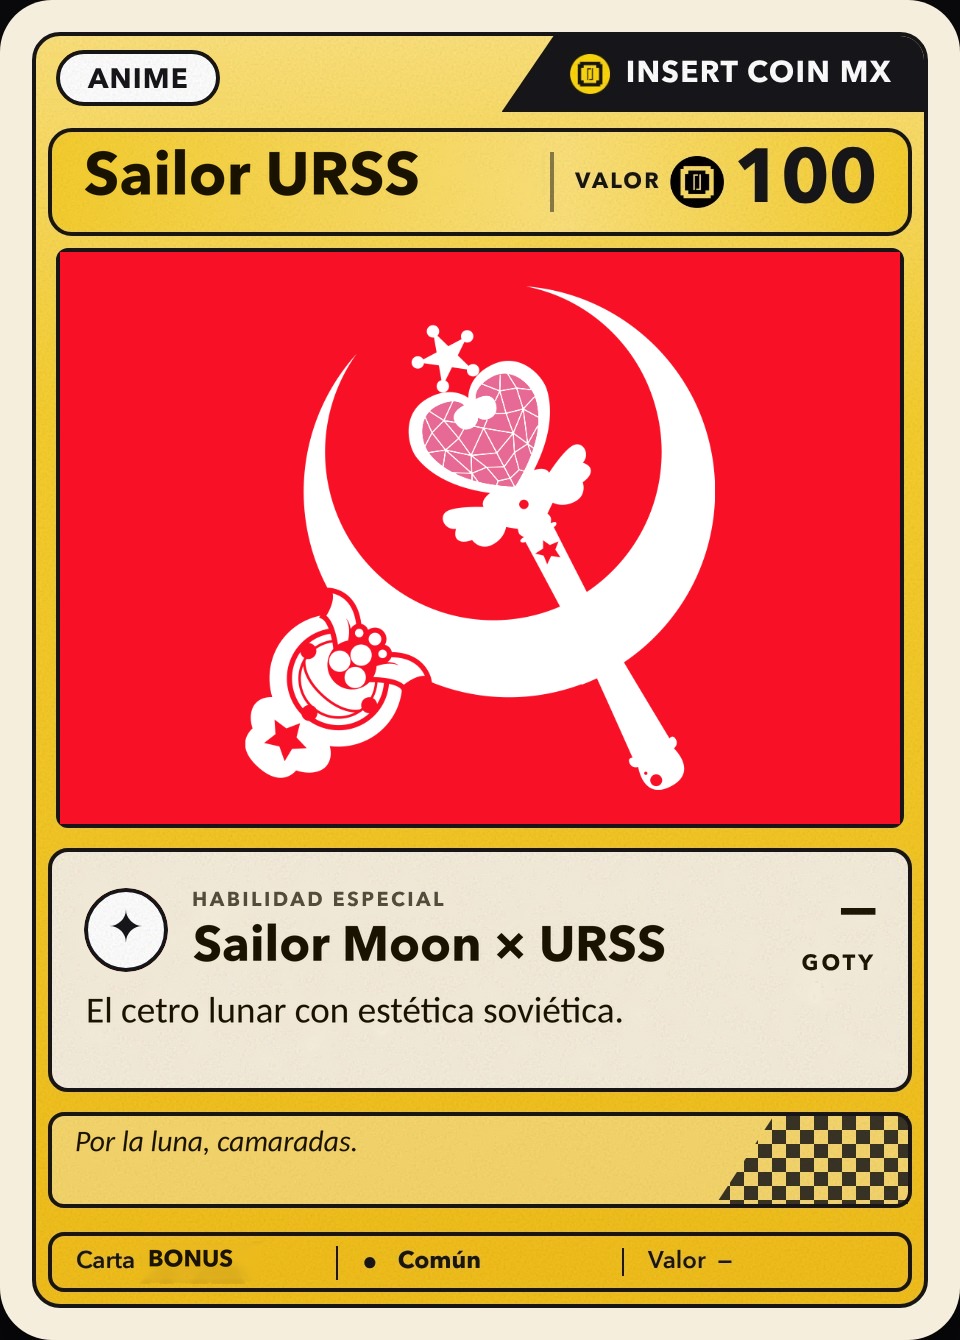 ANIME
INSERT COIN MX
Sailor URSS
VALOR 100
HABILIDAD ESPECIAL
Sailor Moon × URSS
–
GOTY
El cetro lunar con estética soviética.
Por la luna, camaradas.
Carta BONUS
• Común
Valor –